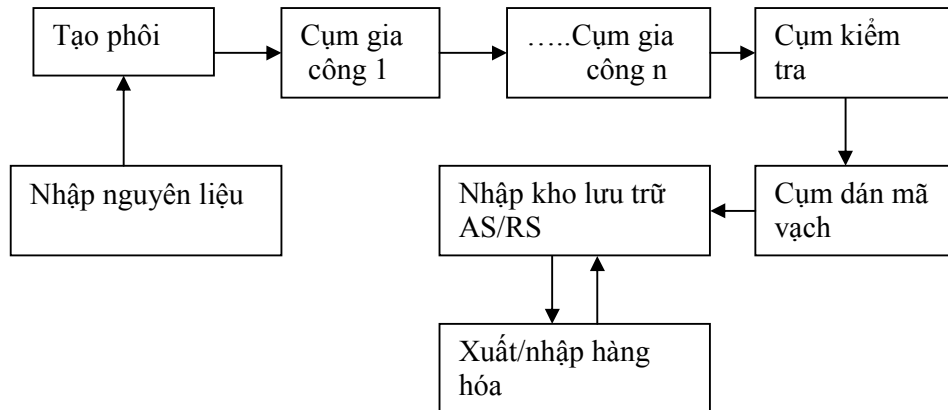 Tạo phôi
Cụm gia
công 1
…..Cụm gia
công n
Cụm kiểm
tra
Nhập nguyên liệu
Nhập kho lưu trữ
AS/RS
Cụm dán mã
vạch
Xuất/nhập hàng
hóa